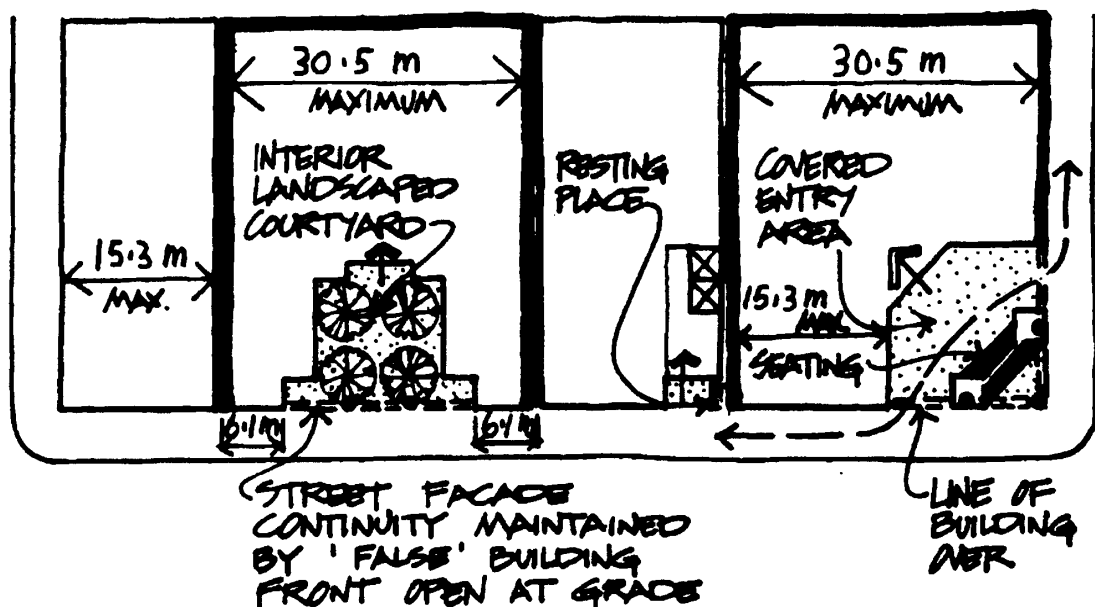 30.5 m
MAXIMUM
30.5 m
MAXIMUM
INTERIOR
LANDSCAPED
COURTYARD
RESTING
PLACE
COVERED
ENTRY
AREA
15.3 m
MAX.
15.3 m
MAX.
SEATING
6.1 m
6.1
STREET FACADE
CONTINUITY MAINTAINED
BY 'FALSE' BUILDING
FRONT OPEN AT GRADE
LINE OF
BUILDING
OVER